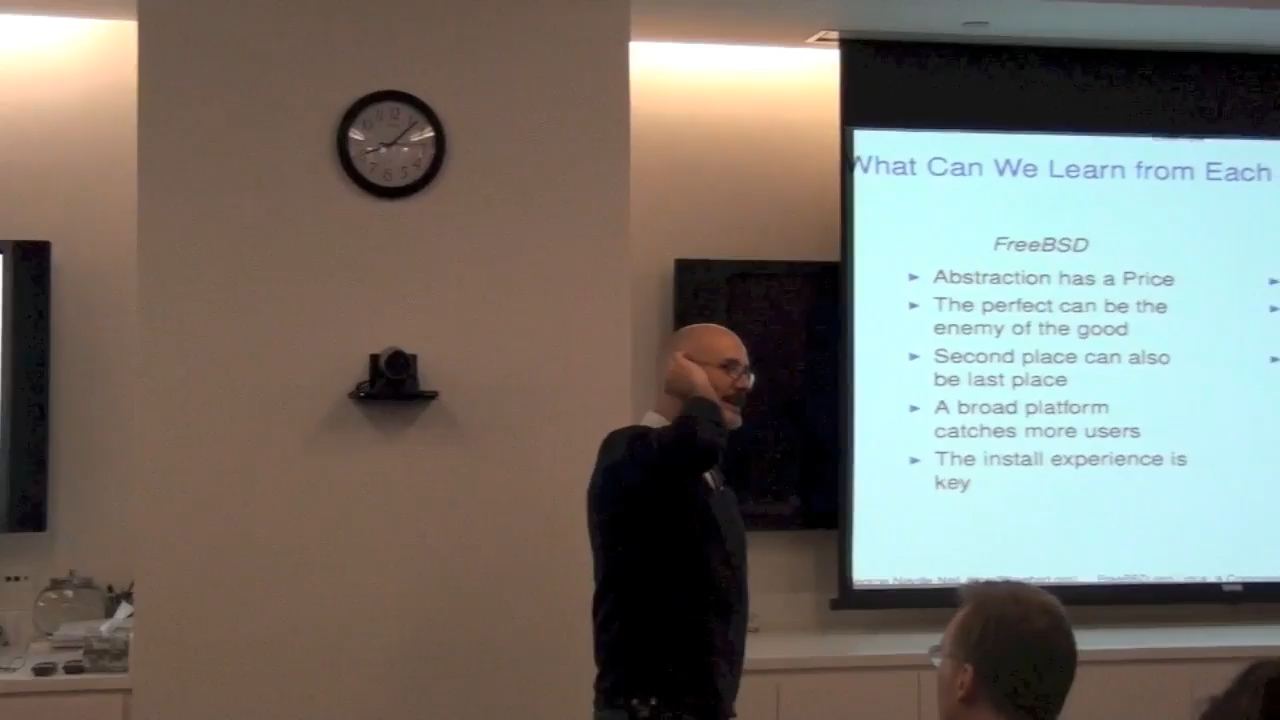 What Can We Learn from Each
FreeBSD
Abstraction has a Price
The perfect can be the
enemy of the good
Second place can also
be last place
A broad platform
catches more users
The install experience is
key